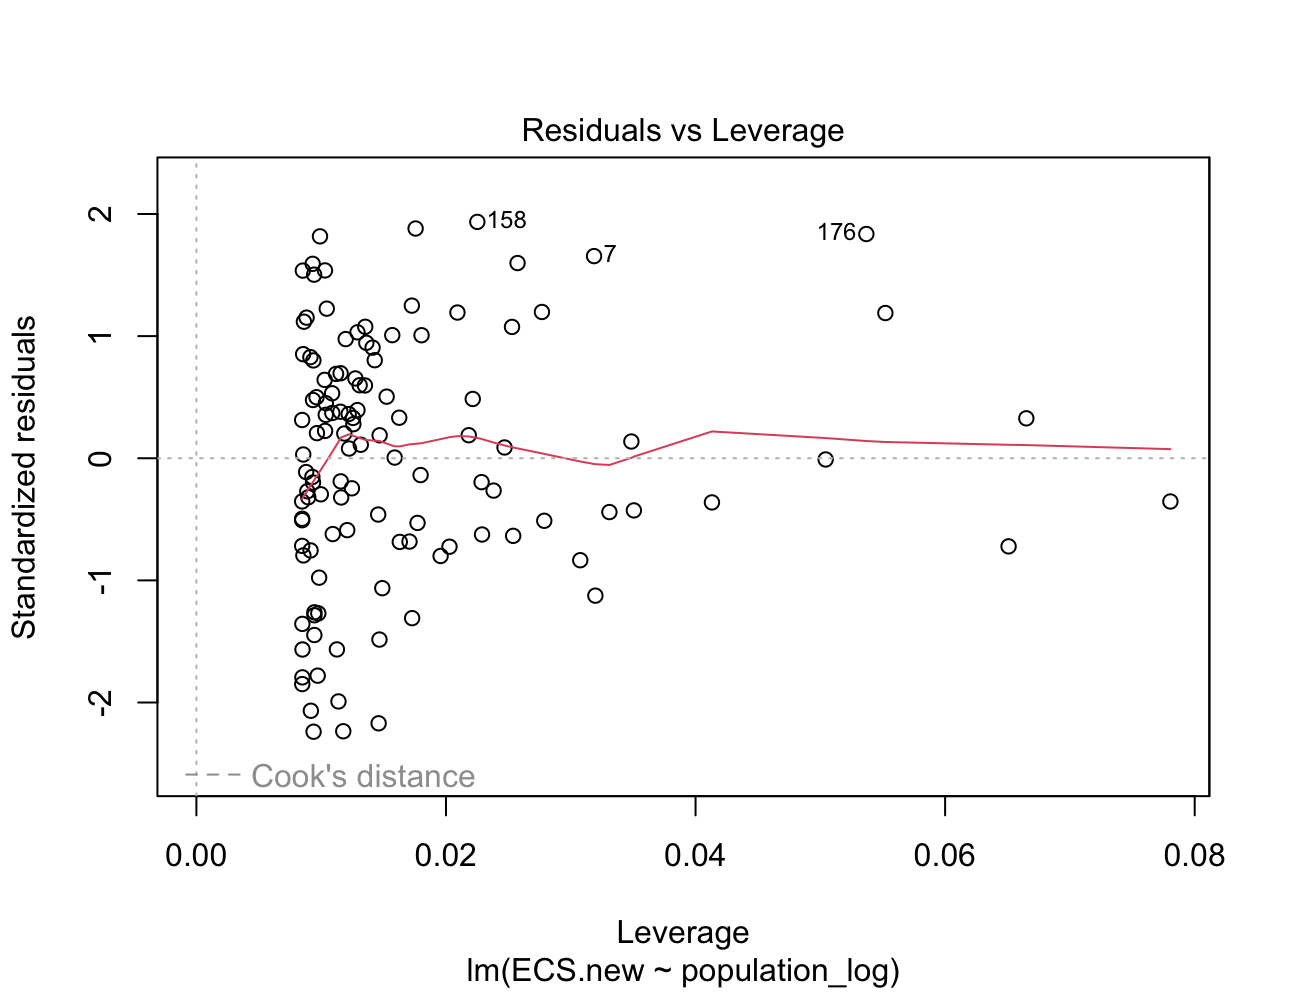 Residuals vs Leverage
Standardized residuals
2
1
0
-1
-2
158
7
176
Cook's distance
0.00 0.02 0.04 0.06 0.08
Leverage
lm(ECS.new ~ population_log)